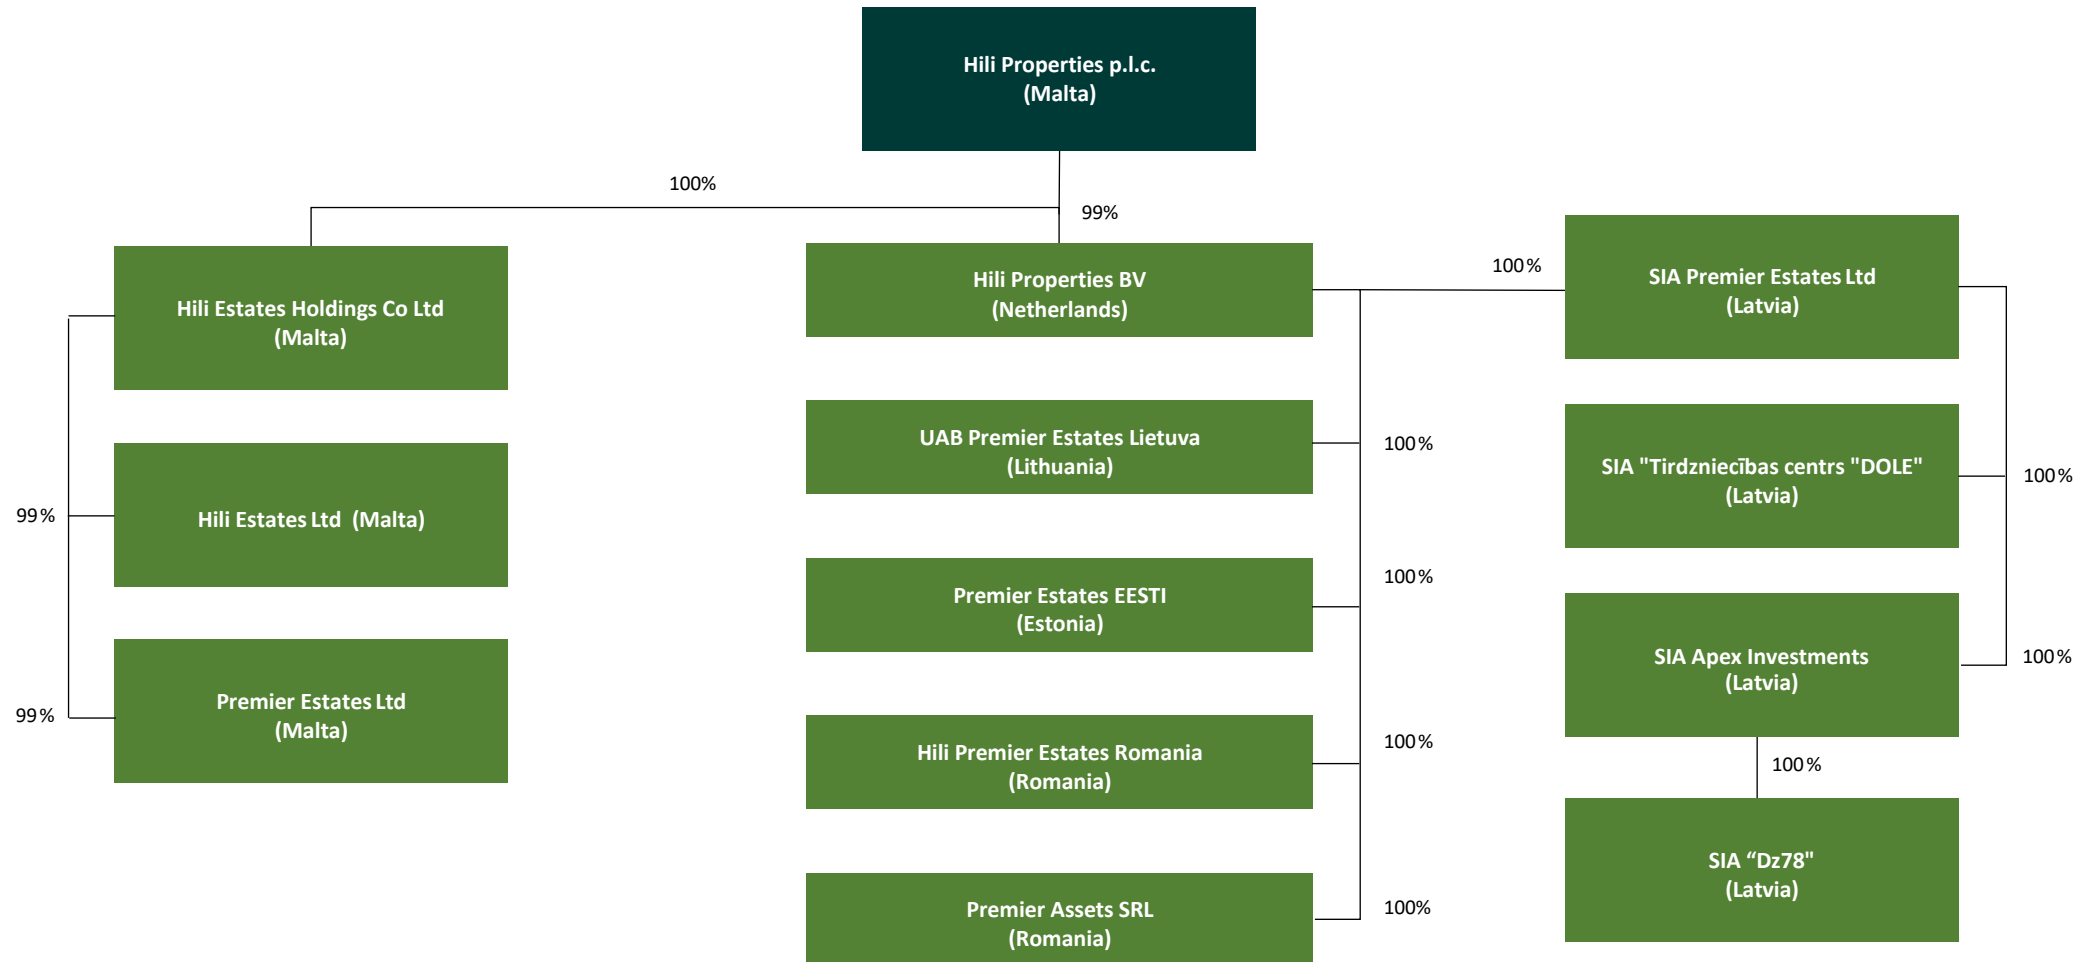 Hili Properties p.l.c.
(Malta)
100%
99%
Hili Estates Holdings Co Ltd
(Malta)
99%
Hili Estates Ltd (Malta)
99%
Premier Estates Ltd
(Malta)
Hili Properties BV
(Netherlands)
100%
UAB Premier Estates Lietuva
(Lithuania)
100%
Premier Estates EESTI
(Estonia)
100%
Hili Premier Estates Romania
(Romania)
100%
Premier Assets SRL
(Romania)
100%
SIA Premier Estates Ltd
(Latvia)
SIA "Tirdzniecības centrs "DOLE"
(Latvia)
100%
SIA Apex Investments
(Latvia)
100%
100%
SIA “Dz78"
(Latvia)